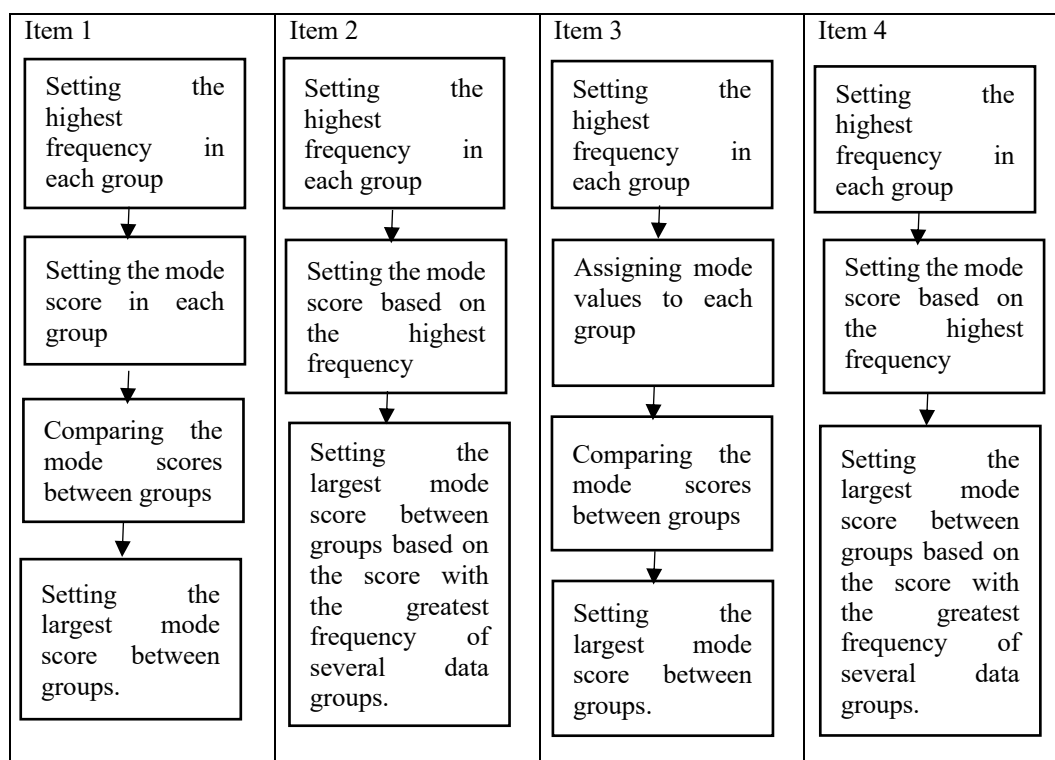 Item 1
Setting the
highest
frequency in
each group
Setting the mode
score in each
group
Comparing the
mode scores
between groups
Setting the
largest mode
score between
groups.
Item 2
Setting the
highest
frequency in
each group
Setting the mode
score based on
the highest
frequency
Setting the
largest mode
score between
groups based on
the score with
the greatest
frequency of
several data
groups.
Item 3
Setting the
highest
frequency in
each group
Assigning mode
values to each
group
Comparing the
mode scores
between groups
Setting the
largest mode
score between
groups.
Item 4
Setting the
highest
frequency in
each group
Setting the mode
score based on
the highest
frequency
Setting the
largest mode
score between
groups based on
the score with
the greatest
frequency of
several data
groups.